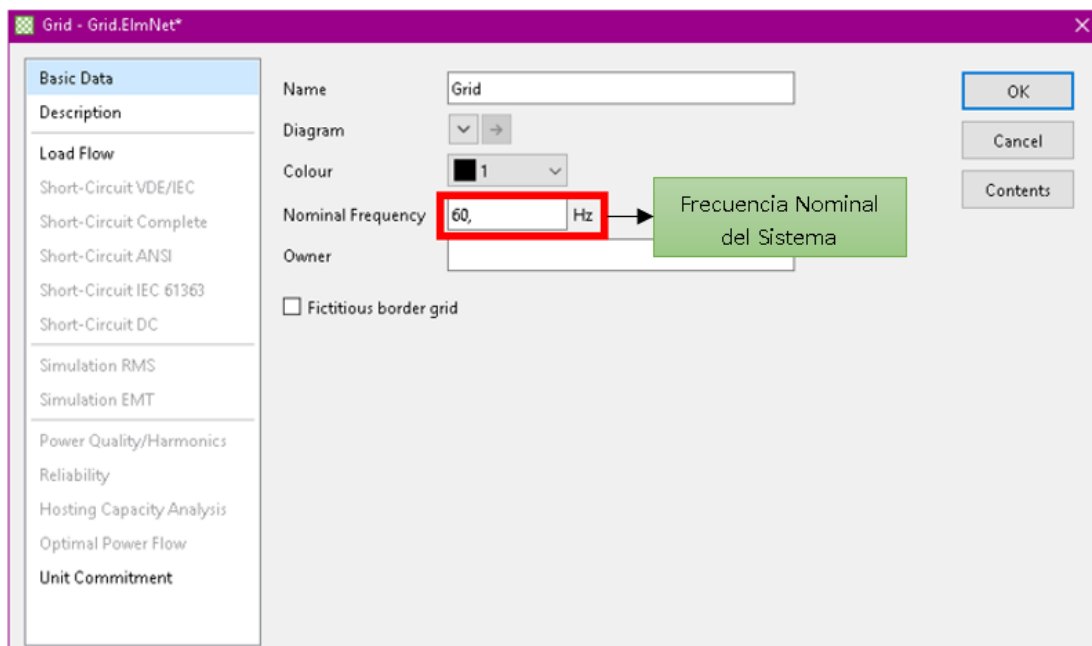 Grid - Grid.ElmNet*
Basic Data
Description
Load Flow
Short-Circuit VDE/IEC
Short-Circuit Complete
Short-Circuit ANSI
Short-Circuit IEC 61363
Short-Circuit DC
Simulation RMS
Simulation EMT
Power Quality/Harmonics
Reliability
Hosting Capacity Analysis
Optimal Power Flow
Unit Commitment
Name Grid
Diagram
Colour 1
Nominal Frequency 60, Hz
Owner
Fictitious border grid
Frecuencia Nominal
del Sistema
OK
Cancel
Contents